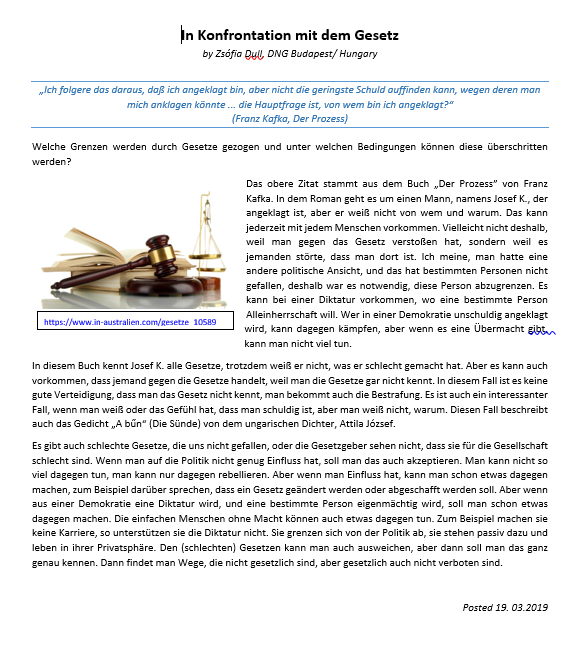 In Konfrontation mit dem Gesetz
by Zsófia Dull, DNG Budapest/ Hungary
„Ich folgere das daraus, daß ich angeklagt bin, aber nicht die geringste Schuld auffinden kann, wegen deren man
mich anklagen könnte ... die Hauptfrage ist, von wem bin ich angeklagt?“
(Franz Kafka, Der Prozess)
Welche Grenzen werden durch Gesetze gezogen und unter welchen Bedingungen können diese überschritten
werden?
Das obere Zitat stammt aus dem Buch „Der Prozess” von Franz
Kafka. In dem Roman geht es um einen Mann, namens Josef K., der
angeklagt ist, aber er weiß nicht von wem und warum. Das kann
jederzeit mit jedem Menschen vorkommen. Vielleicht nicht deshalb,
weil man gegen das Gesetz verstoßen hat, sondern weil es
jemanden störte, dass man dort ist. Ich meine, man hatte eine
andere politische Ansicht, und das hat bestimmten Personen nicht
gefallen, deshalb war es notwendig, diese Person abzugrenzen. Es
kann bei einer Diktatur vorkommen, wo eine bestimmte Person
Alleinherrschaft will. Wer in einer Demokratie unschuldig angeklagt
wird, kann dagegen kämpfen, aber wenn es eine Übermacht gibt,
kann man nicht viel tun.
https://www.in-australien.com/gesetze_10589
In diesem Buch kennt Josef K. alle Gesetze, trotzdem weiß er nicht, was er schlecht gemacht hat. Aber es kann auch
vorkommen, dass jemand gegen die Gesetze handelt, weil man die Gesetze gar nicht kennt. In diesem Fall ist es keine
gute Verteidigung, dass man das Gesetz nicht kennt, man bekommt auch die Bestrafung. Es ist auch ein interessanter
Fall, wenn man weiß oder das Gefühl hat, dass man schuldig ist, aber man weiß nicht, warum. Diesen Fall beschreibt
auch das Gedicht „A bűn“ (Die Sünde) von dem ungarischen Dichter, Attila József.
Es gibt auch schlechte Gesetze, die uns nicht gefallen, oder die Gesetzgeber sehen nicht, dass sie für die Gesellschaft
schlecht sind. Wenn man auf die Politik nicht genug Einfluss hat, soll man das auch akzeptieren. Man kann nicht so
viel dagegen tun, man kann nur dagegen rebellieren. Aber wenn man Einfluss hat, kann man schon etwas dagegen
machen, zum Beispiel darüber sprechen, dass ein Gesetz geändert werden oder abgeschafft werden soll. Aber wenn
aus einer Demokratie eine Diktatur wird, und eine bestimmte Person eigenmächtig wird, soll man schon etwas
dagegen machen. Die einfachen Menschen ohne Macht können auch etwas dagegen tun. Zum Beispiel machen sie
keine Karriere, so unterstützen sie die Diktatur nicht. Sie grenzen sich von der Politik ab, sie stehen passiv dazu und
leben in ihrer Privatsphäre. Den (schlechten) Gesetzen kann man auch ausweichen, aber dann soll man das ganz
genau kennen. Dann findet man Wege, die nicht gesetzlich sind, aber gesetzlich auch nicht verboten sind.
Posted 19. 03.2019